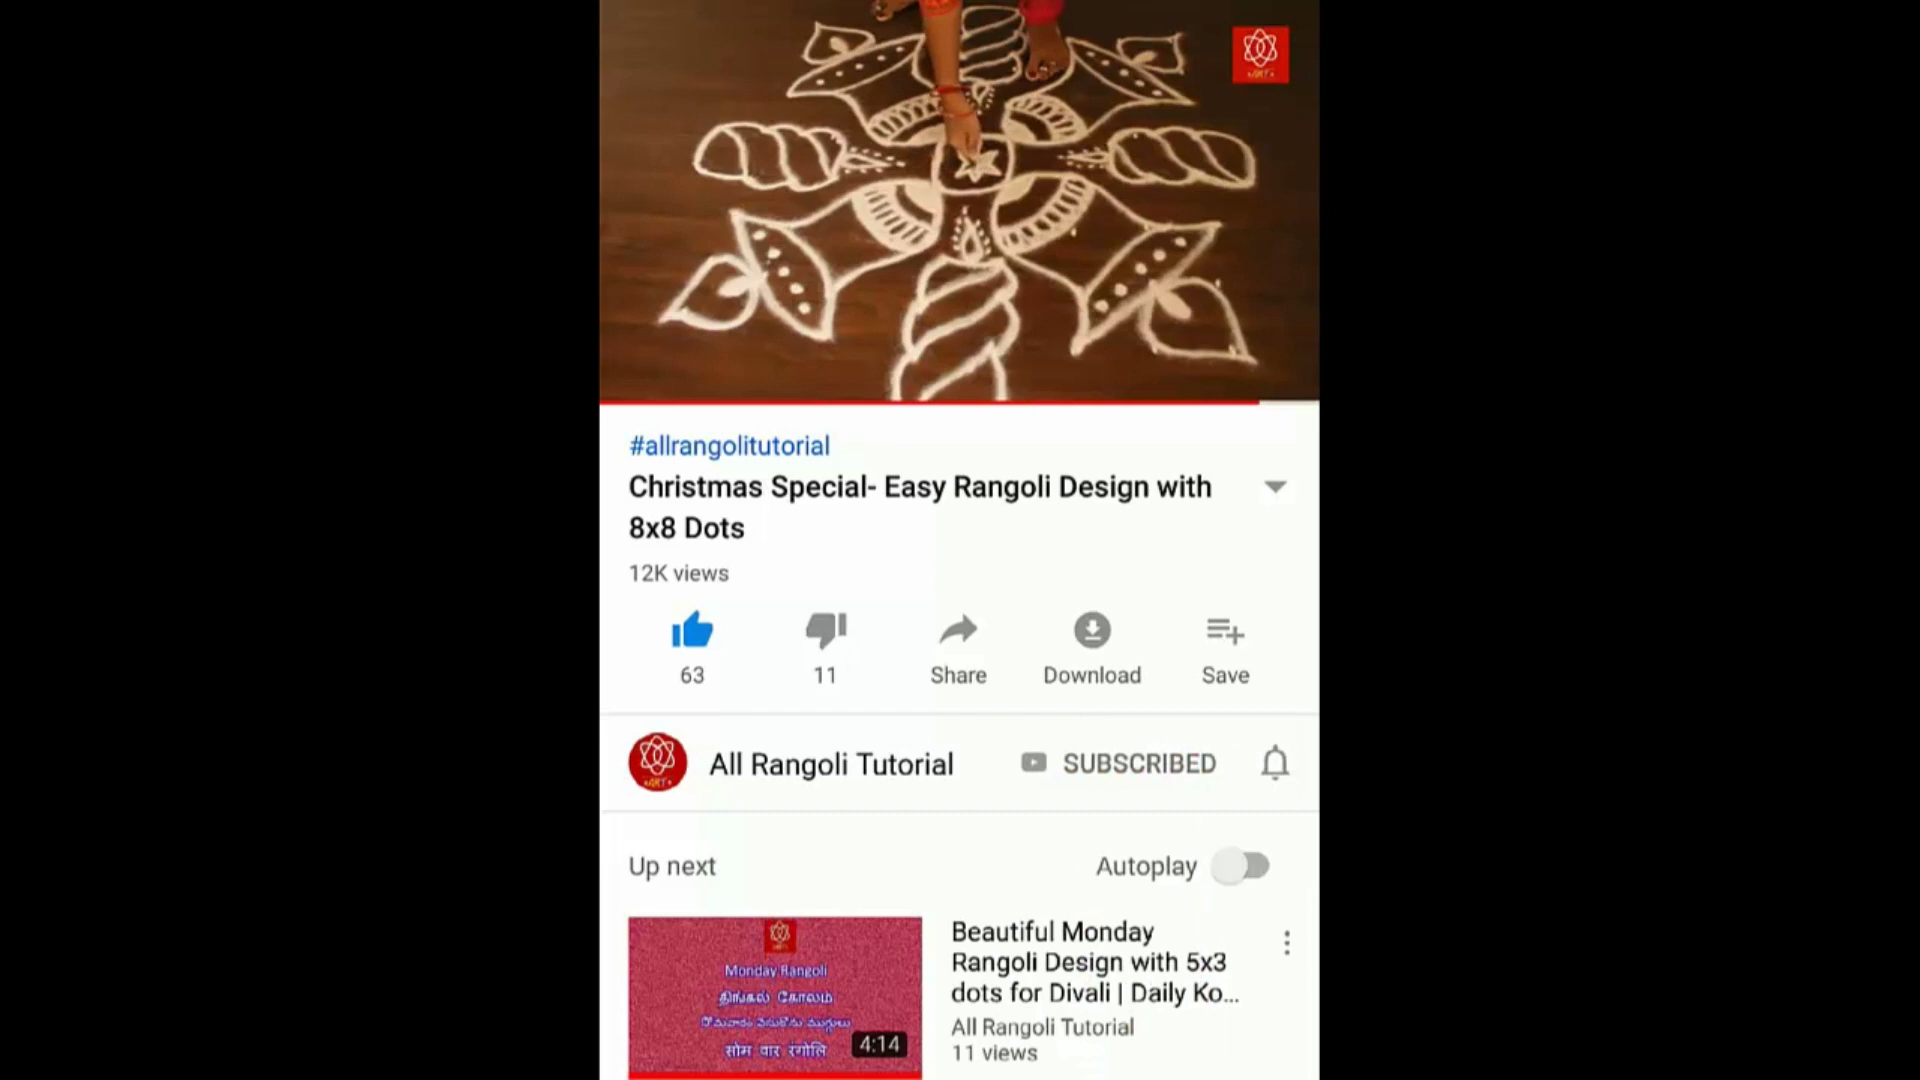 #allrangolitutorial
Christmas Special- Easy Rangoli Design with
8x8 Dots
12K views
63
11
Share
Download
Save
All Rangoli Tutorial
SUBSCRIBED
Up next
Autoplay
Monday Rangoli
திங்கல் கோலம்
सोम वार रंगोलि
4:14
Beautiful Monday
Rangoli Design with 5x3
dots for Divali | Daily Ko...
All Rangoli Tutorial
11 views